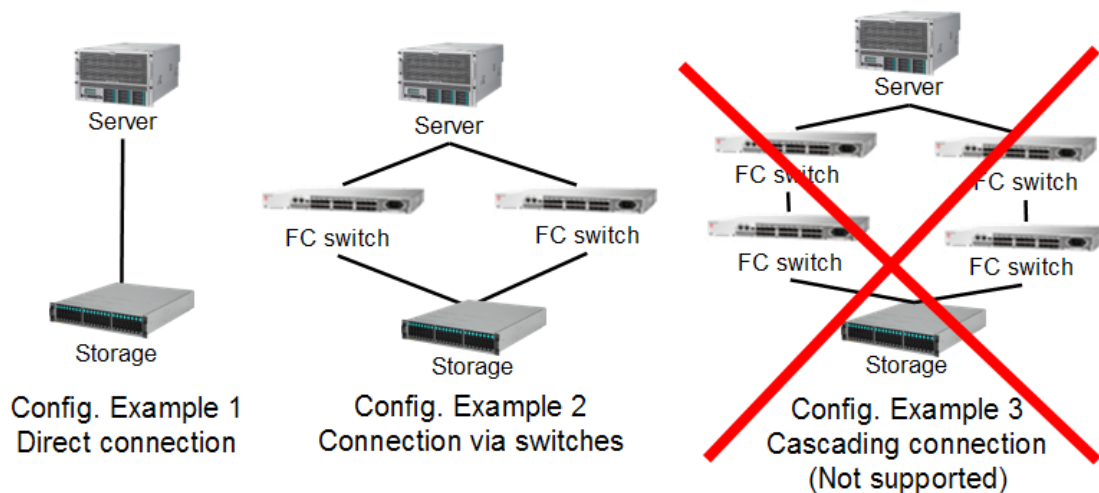 Server
Storage
Config. Example 1
Direct connection
Server
FC switch
FC switch
Storage
Config. Example 2
Connection via switches
Server
FC switch
FC switch
FC switch
FC switch
Storage
Config. Example 3
Cascading connection
(Not supported)